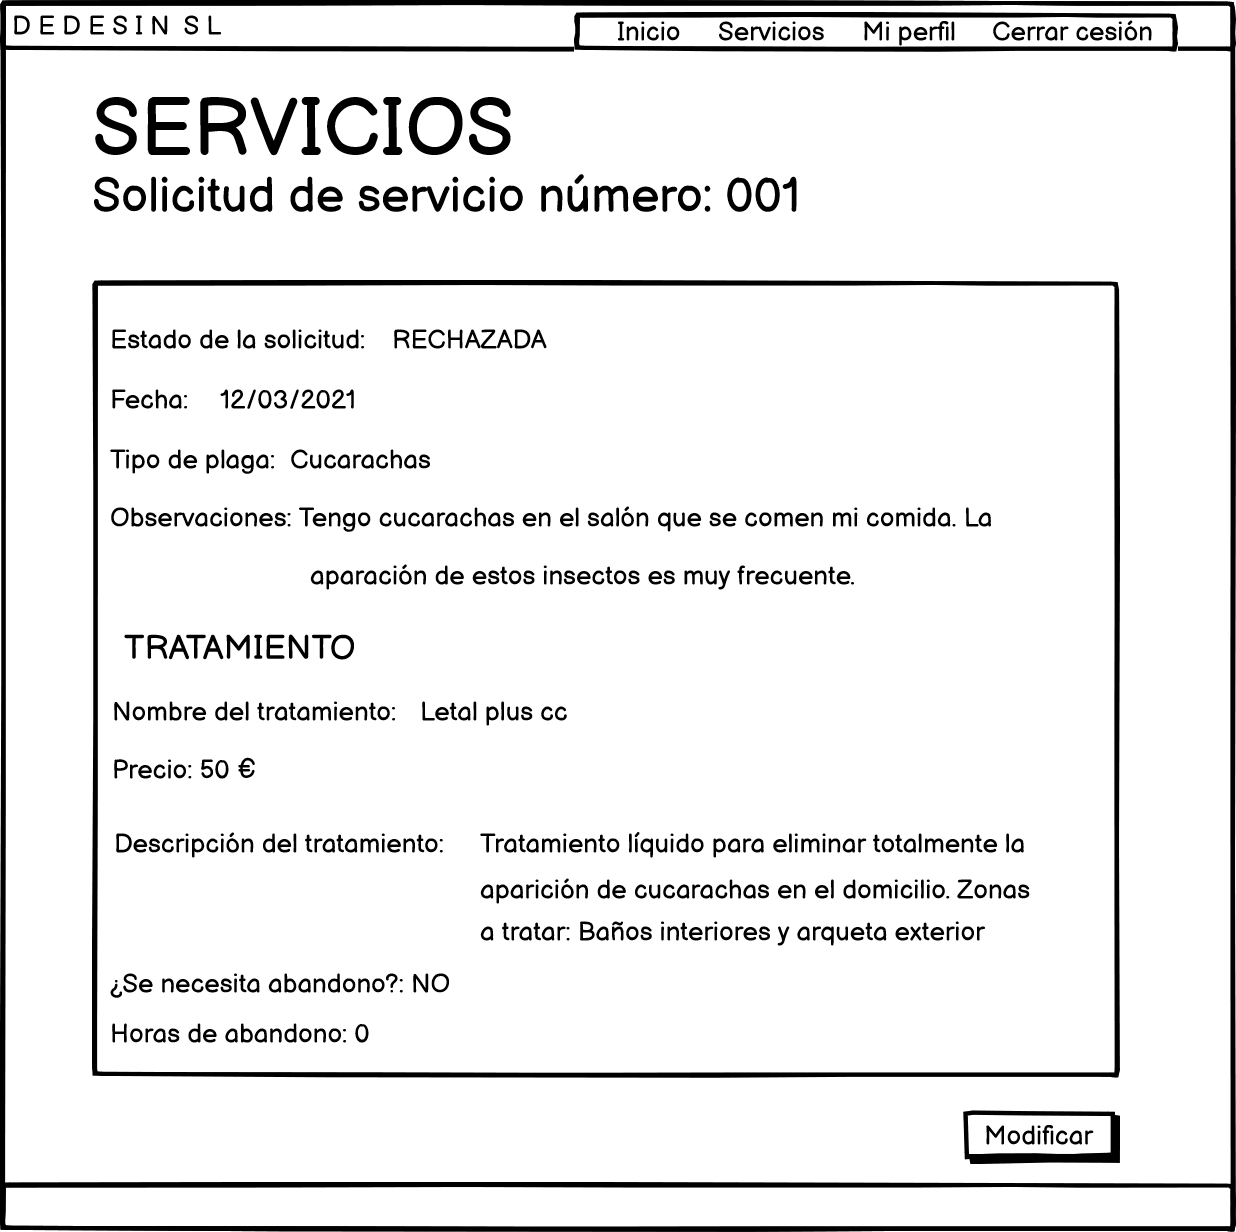 DEDESIN SL
Inicio Servicios Mi perfil Cerrar cesión
SERVICIOS
Solicitud de servicio número: 001
Estado de la solicitud: RECHAZADA
Fecha: 12/03/2021
Tipo de plaga: Cucarachas
Observaciones: Tengo cucarachas en el salón que se comen mi comida. La
aparación de estos insectos es muy frecuente.
TRATAMIENTO
Nombre del tratamiento: Letal plus cc
Precio: 50 €
Descripción del tratamiento: Tratamiento líquido para eliminar totalmente la
aparición de cucarachas en el domicilio. Zonas
a tratar: Baños interiores y arqueta exterior
¿Se necesita abandono?: NO
Horas de abandono: 0
Modificar